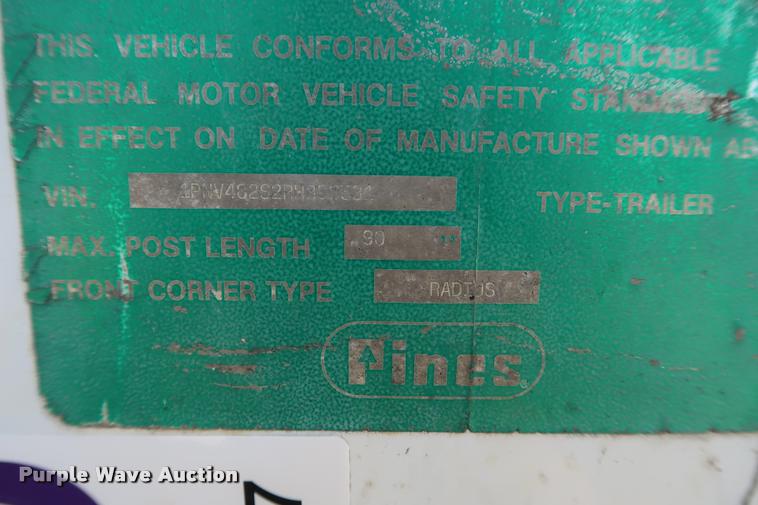 THIS VEHICLE CONFORMS TO ALL APPLICABLE
FEDERAL MOTOR VEHICLE SAFETY
IN EFFECT ON DATE OF MANUFACTURE SHOWN
VIN.
TYPE-TRAILER
MAX. POST LENGTH 90 "
FRONT CORNER TYPE RADIUS
Pines
Purple Wave Auction